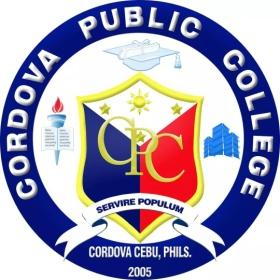 CORDOVA PUBLIC COLLEGE
CPC
SERVIRE POPULUM
CORDOVA CEBU, PHILS.
2005